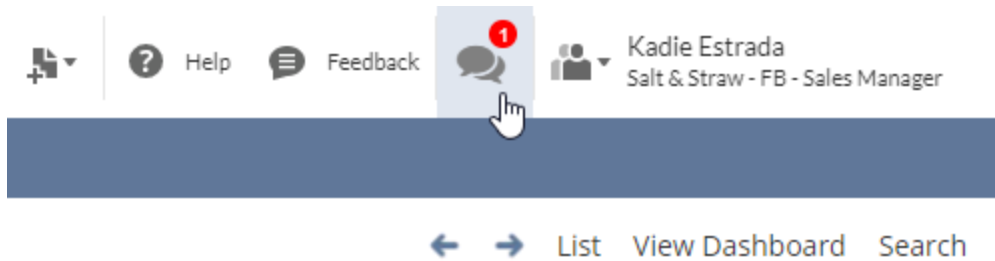 Help Feedback 1 Kadie Estrada
Salt & Straw - FB - Sales Manager
List View Dashboard Search